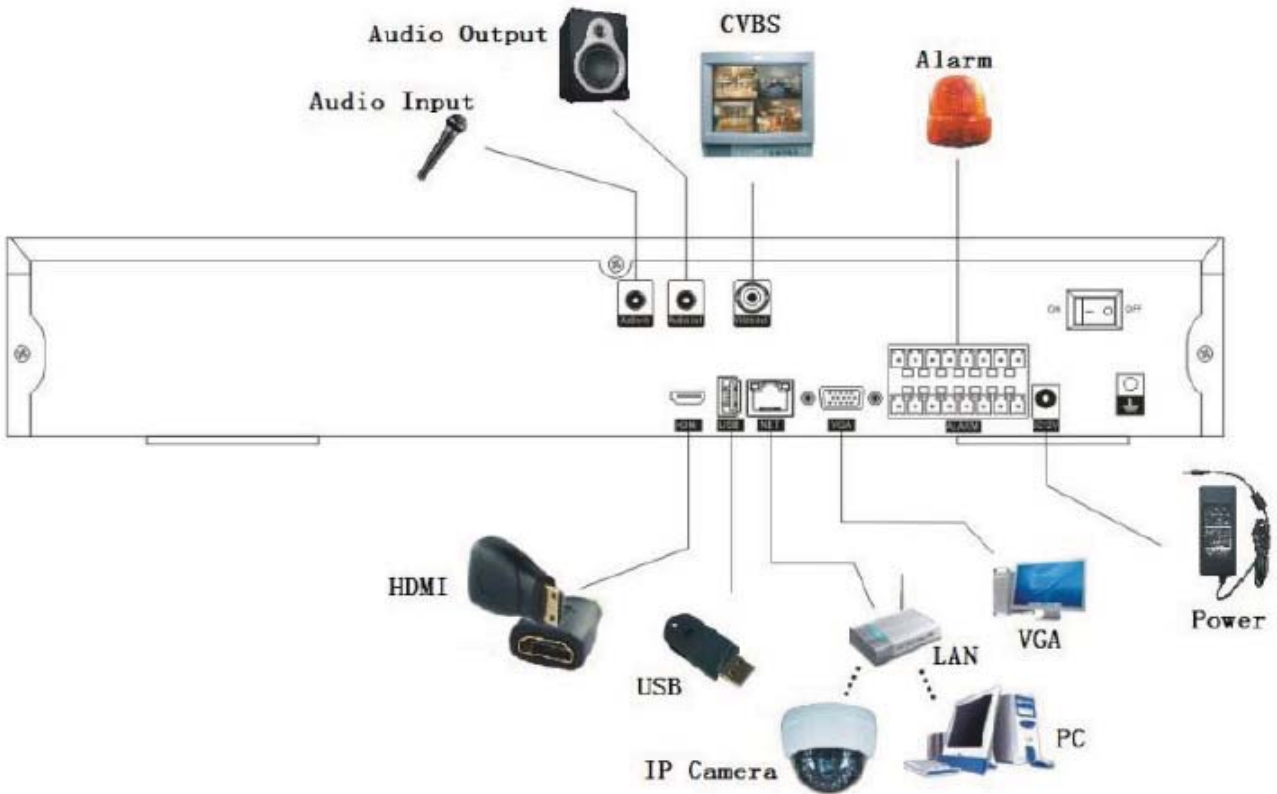 CVBS
Audio Output
Alarm
Audio Input
ON
OFF
USB
NET
VGA
ALARM
HDMI
USB
LAN
VGA
Power
IP Camera
PC